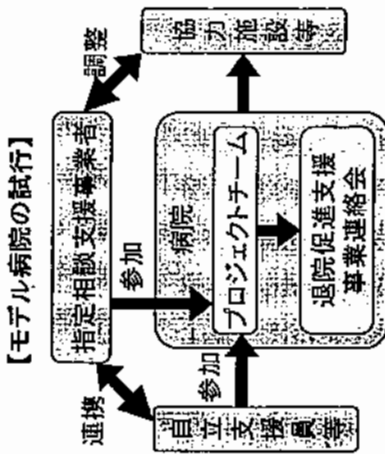 【モデル病院の試行】
指定相談支援事業者
連携
調整
参加
病院
自立支援員等
参加
プロジェクトチーム
協力施設等
退院促進支援
事業連絡会